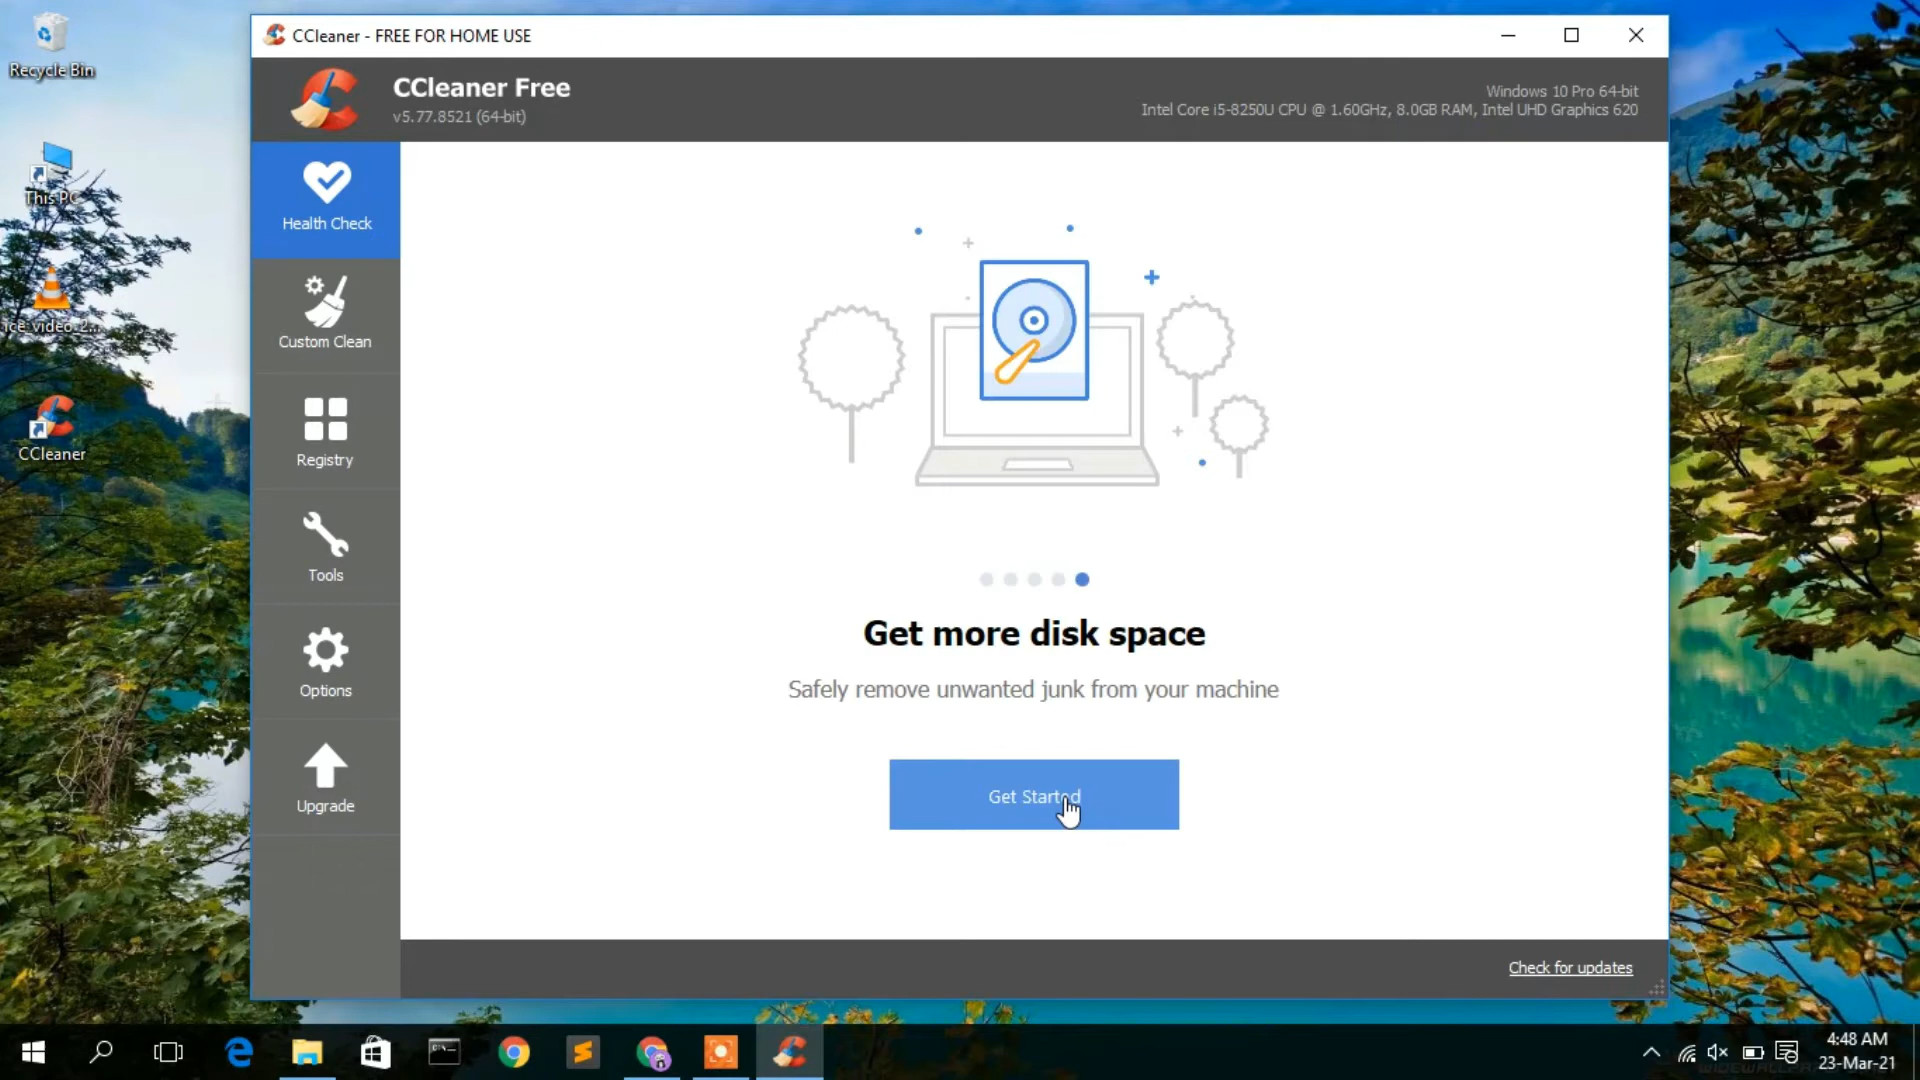 Recycle Bin
This PC
ice_video_2...
CCleaner
CCleaner - FREE FOR HOME USE
CCleaner Free
v5.77.8521 (64-bit)
Windows 10 Pro 64-bit
Intel Core i5-8250U CPU @ 1.60GHz, 8.0GB RAM, Intel UHD Graphics 620
Health Check
Custom Clean
Registry
Tools
Options
Upgrade
Get more disk space
Safely remove unwanted junk from your machine
Get Started
Check for updates
4:48 AM
23-Mar-21